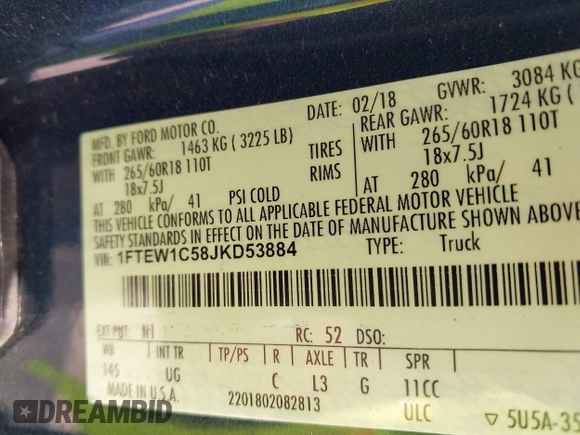 MFD. BY FORD MOTOR CO.
DATE: 02/18
GVWR: 3084 KG
FRONT GAWR: 1463 KG ( 3225 LB)
REAR GAWR: 1724 KG (
WITH 265/60R18 110T
TIRES
WITH 265/60R18 110T
18x7.5J
RIMS
18x7.5J
AT 280 kPa/ 41
PSI COLD
AT 280 kPa/ 41
THIS VEHICLE CONFORMS TO ALL APPLICABLE FEDERAL MOTOR VEHICLE
SAFETY STANDARDS IN EFFECT ON THE DATE OF MANUFACTURE SHOWN ABOVE
VIN: 1FTEW1C58JKD53884
TYPE: Truck
EXT PNT: N1
RC: 52 DSO:
WB INT TR TP/PS R AXLE TR SPR
145 UG C L3 G 11CC
MADE IN U.S.A. 2201802082813 ULC
▽ 5U5A-35
AUTOBIDMASTER